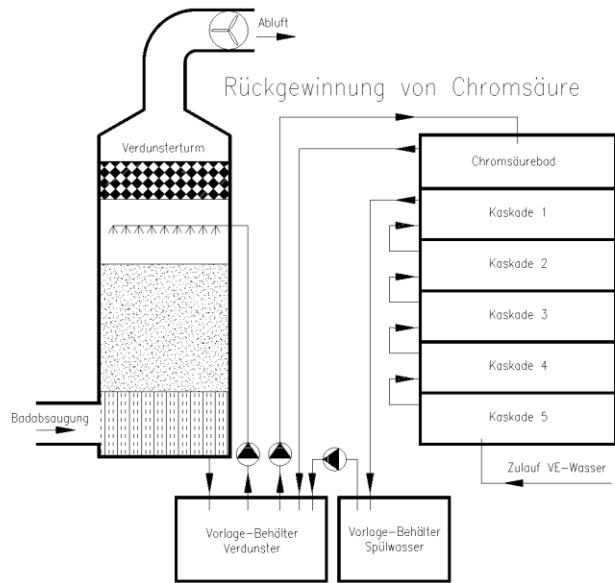 Abluft
Rückgewinnung von Chromsäure
Verdunsterturm
Chromsäurebad
Kaskade 1
Kaskade 2
Kaskade 3
Kaskade 4
Kaskade 5
Badabsaugung
Zulauf VE-Wasser
Vorlage-Behälter
Verdunster
Vorlage-Behälter
Spülwasser